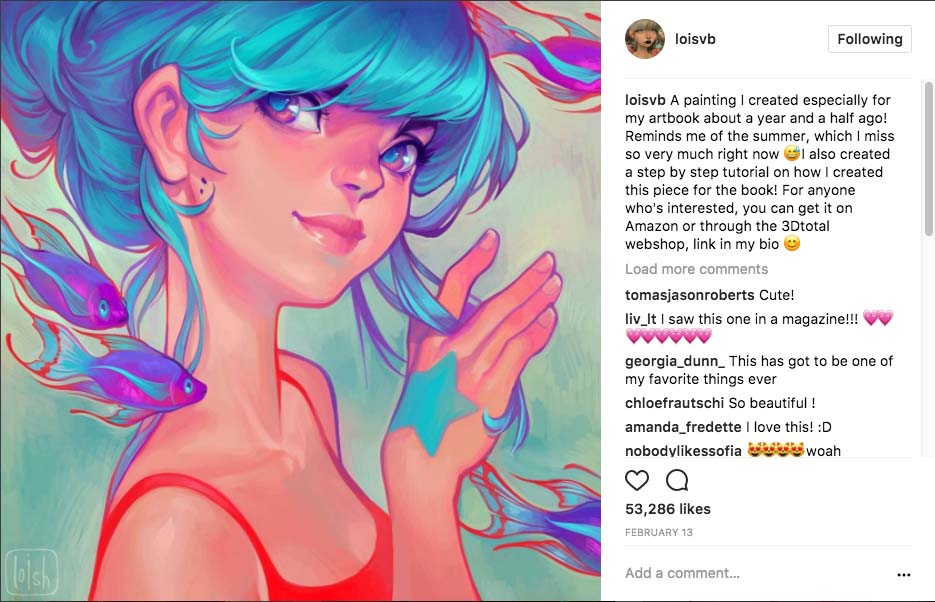 loisvb
Following
loisvb A painting I created especially for
my artbook about a year and a half ago!
Reminds me of the summer, which I miss
so very much right now 😅I also created
a step by step tutorial on how I created
this piece for the book! For anyone
who's interested, you can get it on
Amazon or through the 3Dtotal
webshop, link in my bio 😊
Load more comments
tomasjasonroberts Cute!
liv_lt I saw this one in a magazine!!! 💗💗
💗💗💗💗💗💗
georgia_dunn_ This has got to be one of
my favorite things ever
chloefrautschi So beautiful !
amanda_fredette I love this! :D
nobodylikessofia 😻😻😻😻woah
53,286 likes
FEBRUARY 13
Add a comment...
loish